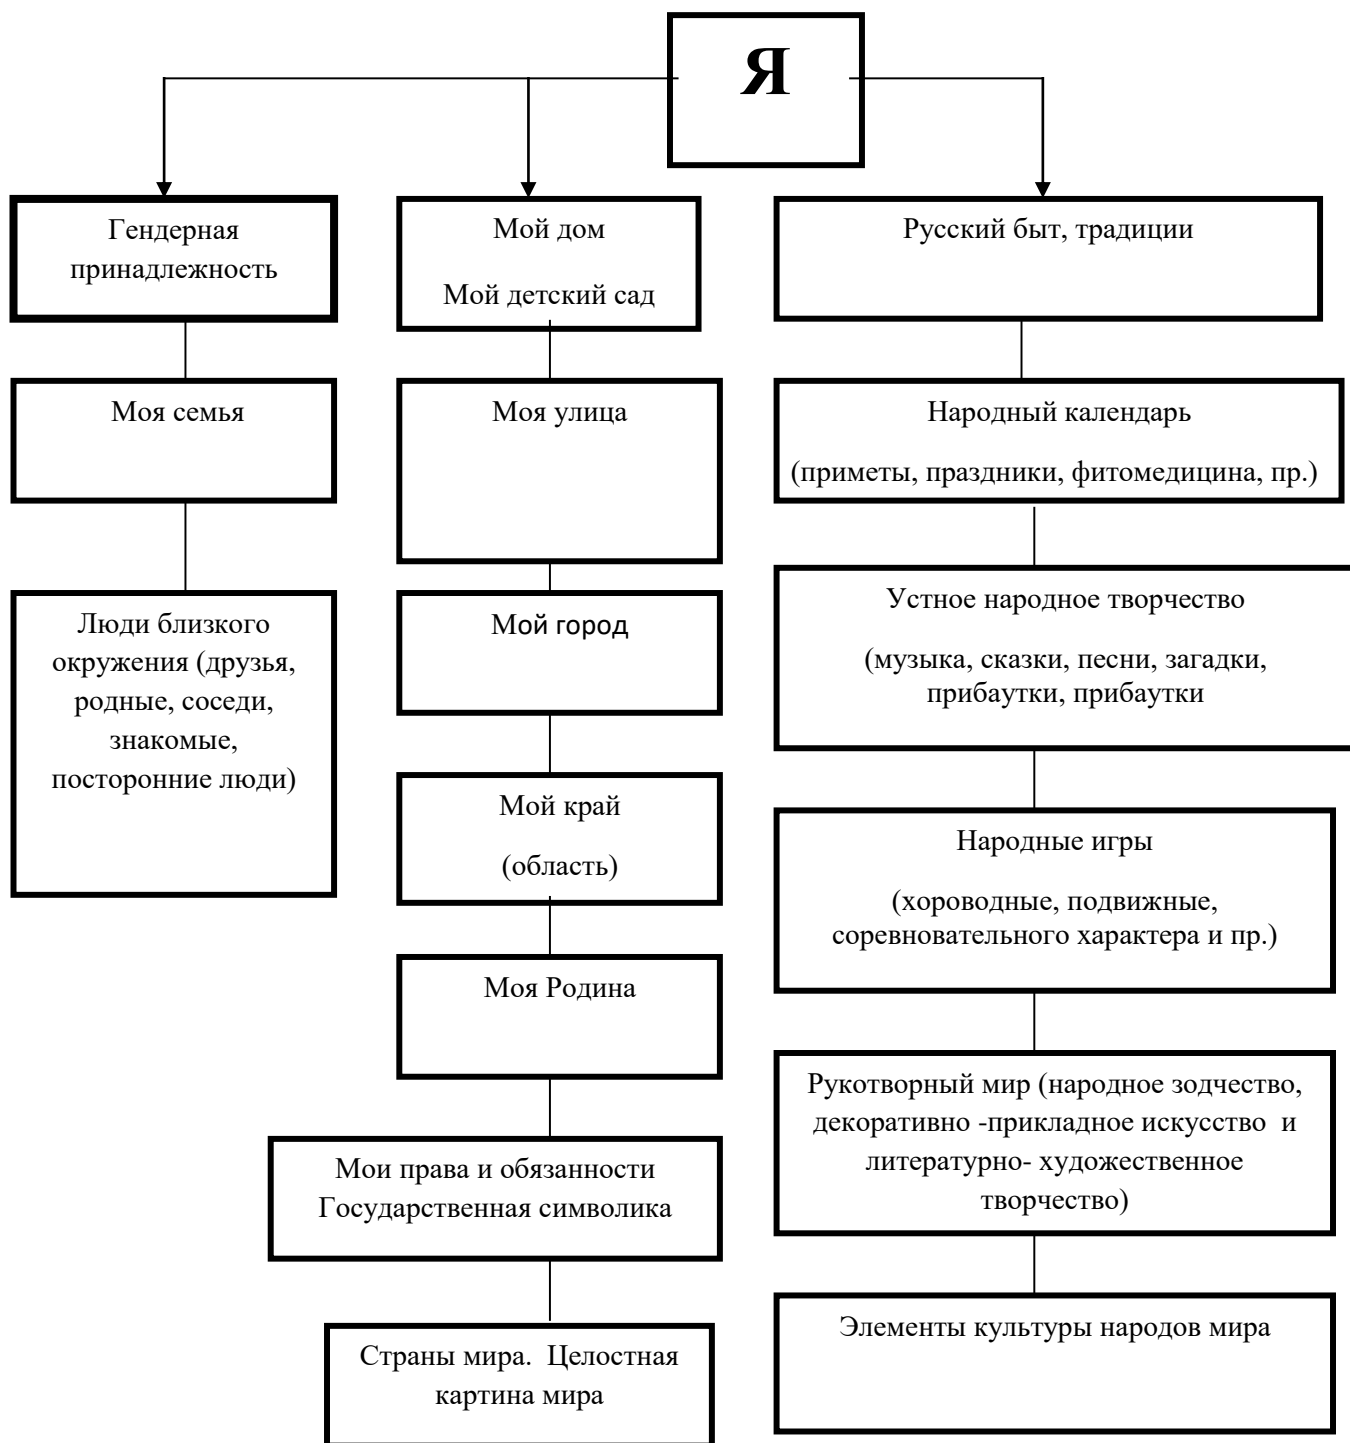 Я
Гендерная
принадлежность
Моя семья
Люди близкого
окружения (друзья,
родные, соседи,
знакомые,
посторонние люди)
Мой дом
Мой детский сад
Моя улица
Мой город
Мой край
(область)
Моя Родина
Мои права и обязанности
Государственная символика
Страны мира.  Целостная
картина мира
Русский быт, традиции
Народный календарь
(приметы, праздники, фитомедицина, пр.)
Устное народное творчество
(музыка, сказки, песни, загадки,
прибаутки, прибаутки
Народные игры
(хороводные, подвижные,
соревновательного характера и пр.)
Рукотворный мир (народное зодчество,
декоративно -прикладное искусство  и
литературно- художественное
творчество)
Элементы культуры народов мира